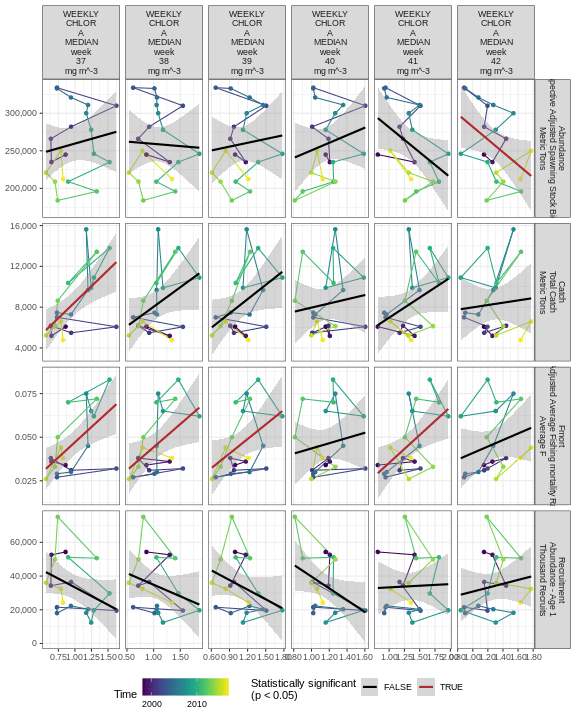 WEEKLY WEEKLY WEEKLY WEEKLY WEEKLY WEEKLY
CHLOR CHLOR CHLOR CHLOR CHLOR CHLOR
A A A A A A
MEDIAN MEDIAN MEDIAN MEDIAN MEDIAN MEDIAN
week week week week week week
37 38 39 40 41 42
mg m^-3 mg m^-3 mg m^-3 mg m^-3 mg m^-3 mg m^-3
300,000
250,000
200,000
Abundance
Adjusted Spawning Stock
Metric Tons
16,000
12,000
8,000
4,000
Catch
Total Catch
Metric Tons
0.075
0.050
0.025
Fmort
Average Fishing mortality
Average F
60,000
40,000
20,000
0
Recruitment
Abundance - Age 1
Thousand Recruits
0.75 1.00 1.25 1.50 0.50 1.00 1.50 0.60 0.90 1.20 1.50 1.00 1.20 1.40 1.60 1.00 1.25 1.50 1.75 1.00 1.20 1.40 1.60 1.80
Time
2000 2010
Statistically significant
(p < 0.05)
FALSE TRUE